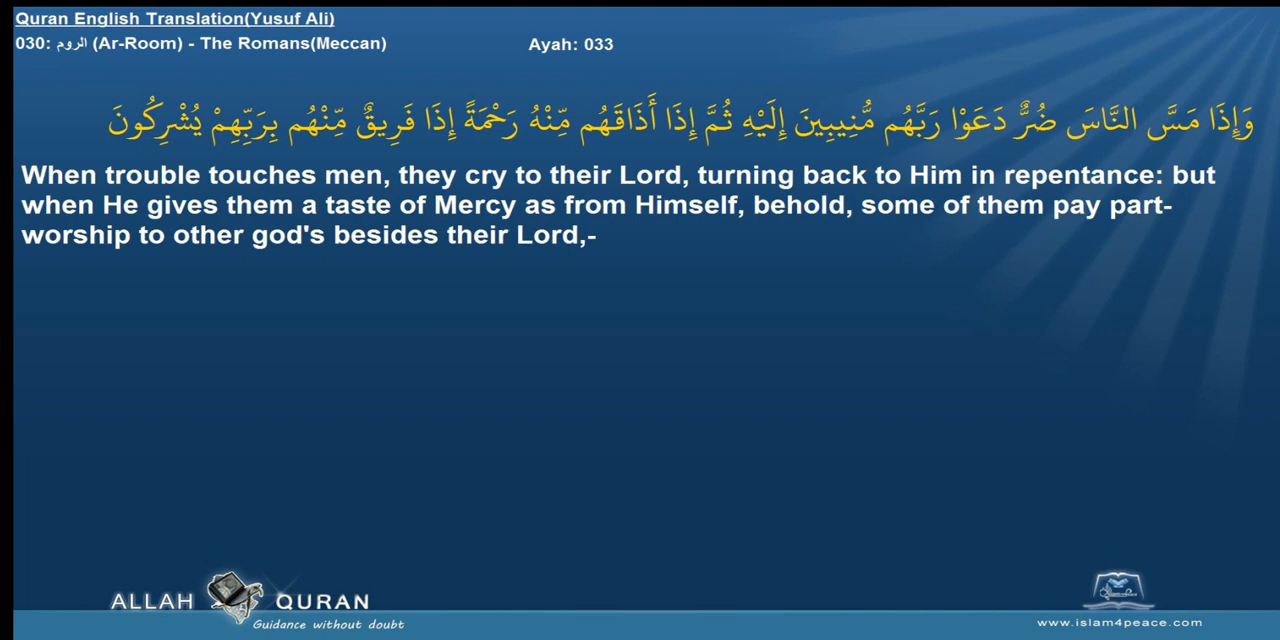 Quran English Translation(Yusuf Ali)
030: الروم (Ar-Room) - The Romans(Meccan) Ayah: 033
وَإِذَا مَسَّ النَّاسَ ضُرٌّ دَعَوْا رَبَّهُم مُّنِيبِينَ إِلَيْهِ ثُمَّ إِذَا أَذَاقَهُم مِّنْهُ رَحْمَةً إِذَا فَرِيقٌ مِّنْهُم بِرَبِّهِمْ يُشْرِكُونَ
When trouble touches men, they cry to their Lord, turning back to Him in repentance: but
when He gives them a taste of Mercy as from Himself, behold, some of them pay part-
worship to other god's besides their Lord,-
ALLAH QURAN
Guidance without doubt
www.islam4peace.com